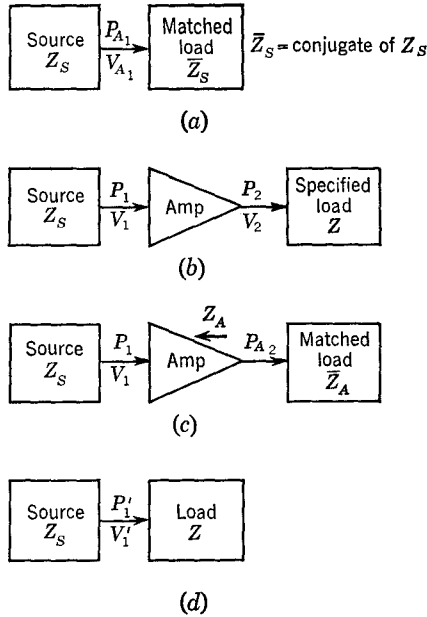 Source
Z_S
P_{A_1}
V_{A_1}
Matched
load
Z̄_S
Z̄_S = conjugate of Z_S
(a)
Source
Z_S
P_1
V_1
Amp
P_2
V_2
Specified
load
Z
(b)
Source
Z_S
P_1
V_1
Amp
Z_A
P_{A_2}
Matched
load
Z̄_A
(c)
Source
Z_S
P_1'
V_1'
Load
Z
(d)